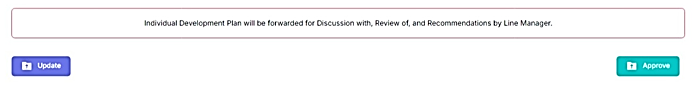 Individual Development Plan will be forwarded for Discussion with, Review of, and Recommendations by Line Manager.
Update
Approve